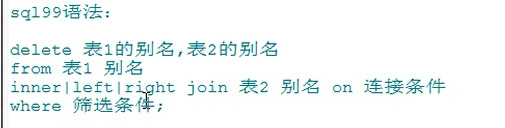 sql99语法：
delete 表1的别名,表2的别名
from 表1 别名
inner|left|right join 表2 别名 on 连接条件
where 筛选条件;